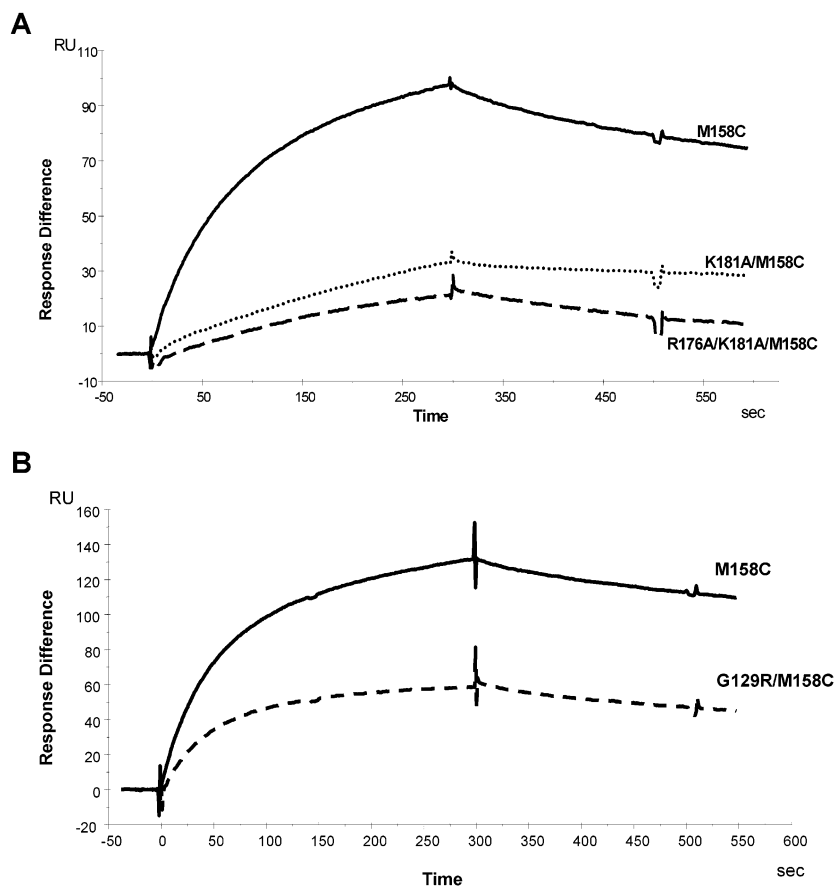 A
RU
110
90
70
50
30
10
-10
Response Difference
M158C
K181A/M158C
R176A/K181A/M158C
-50 50 150 250 350 450 550
Time
sec
B
RU
160
140
120
100
80
60
40
20
0
-20
Response Difference
M158C
G129R/M158C
-50 0 50 100 150 200 250 300 350 400 450 500 550 600
Time
sec